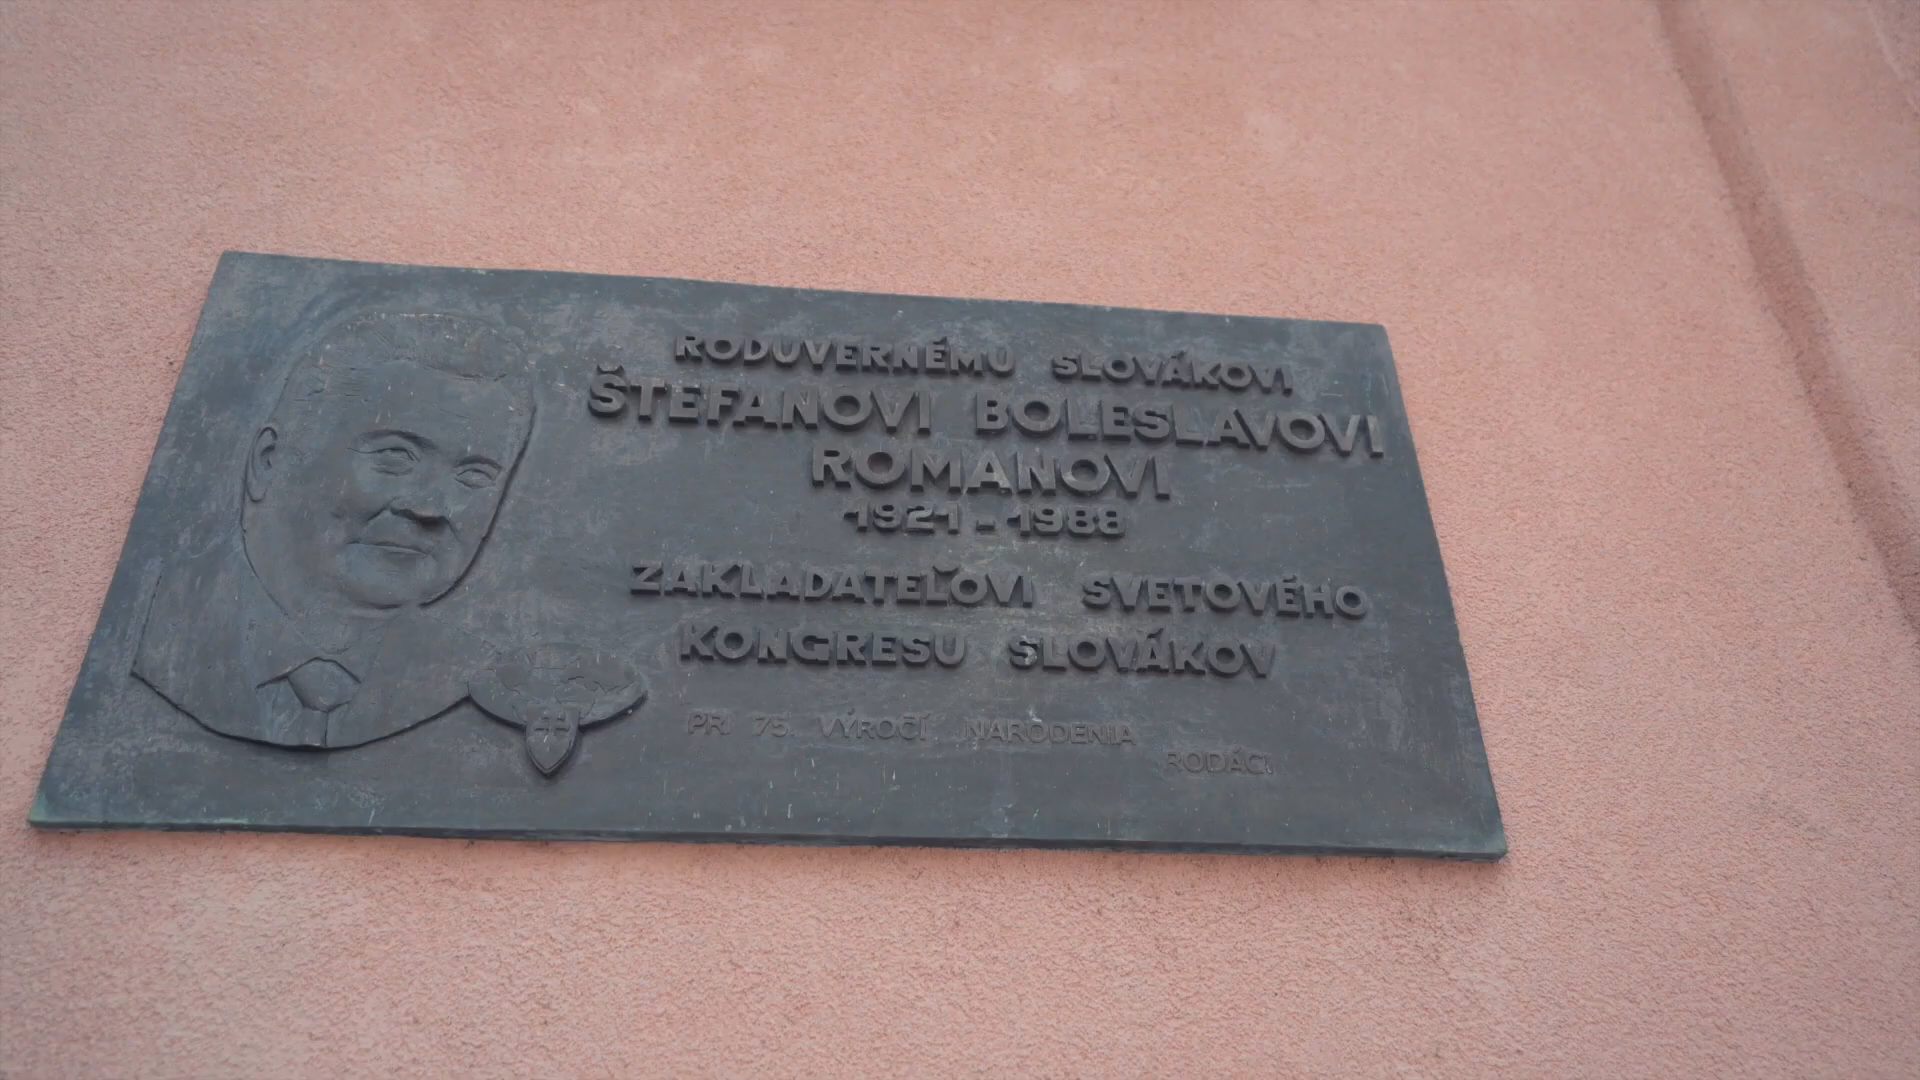 RODUVERNÉMU SLOVÁKOVI
ŠTEFANOVI BOLESLAVOVI
ROMANOVI
1921 - 1988
ZAKLADATEĽOVI SVETOVÉHO
KONGRESU SLOVÁKOV
PRI 75. VÝROČÍ NARODENIA
RODÁCI